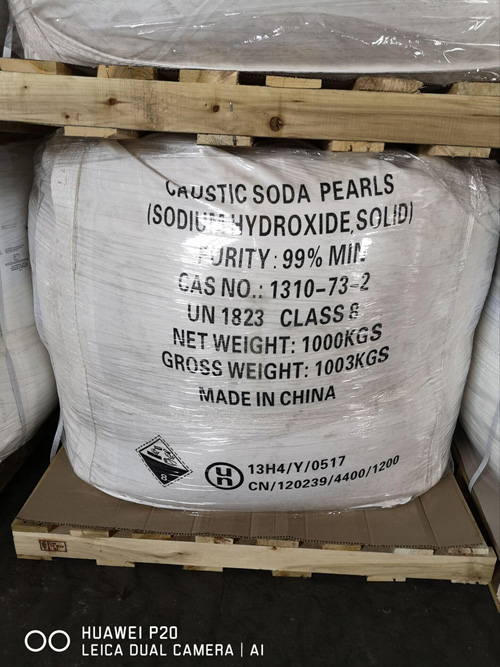 CAUSTIC SODA PEARLS
(SODIUM HYDROXIDE, SOLID)
PURITY: 99% MIN
CAS NO.: 1310-73-2
UN 1823 CLASS 8
NET WEIGHT: 1000KGS
GROSS WEIGHT: 1003KGS
MADE IN CHINA
8
13H4/Y/0517
CN/120239/4400/1200
HUAWEI P20
LEICA DUAL CAMERA | AI